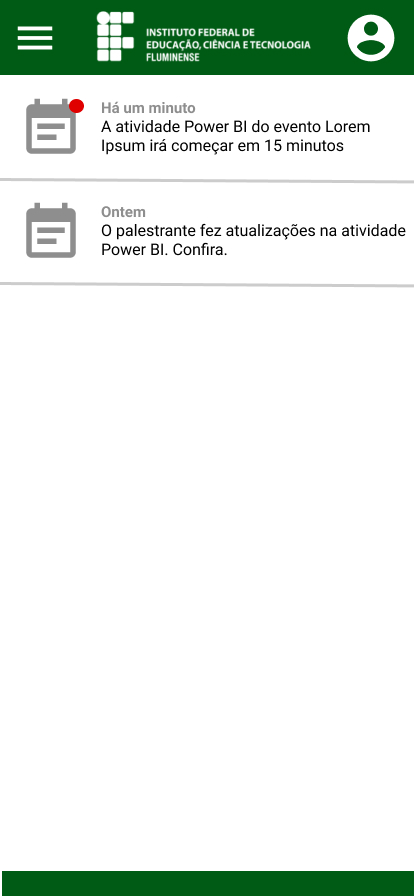 INSTITUTO FEDERAL DE
EDUCAÇÃO, CIÊNCIA E TECNOLOGIA
FLUMINENSE
Há um minuto
A atividade Power BI do evento Lorem
Ipsum irá começar em 15 minutos
Ontem
O palestrante fez atualizações na atividade
Power BI. Confira.